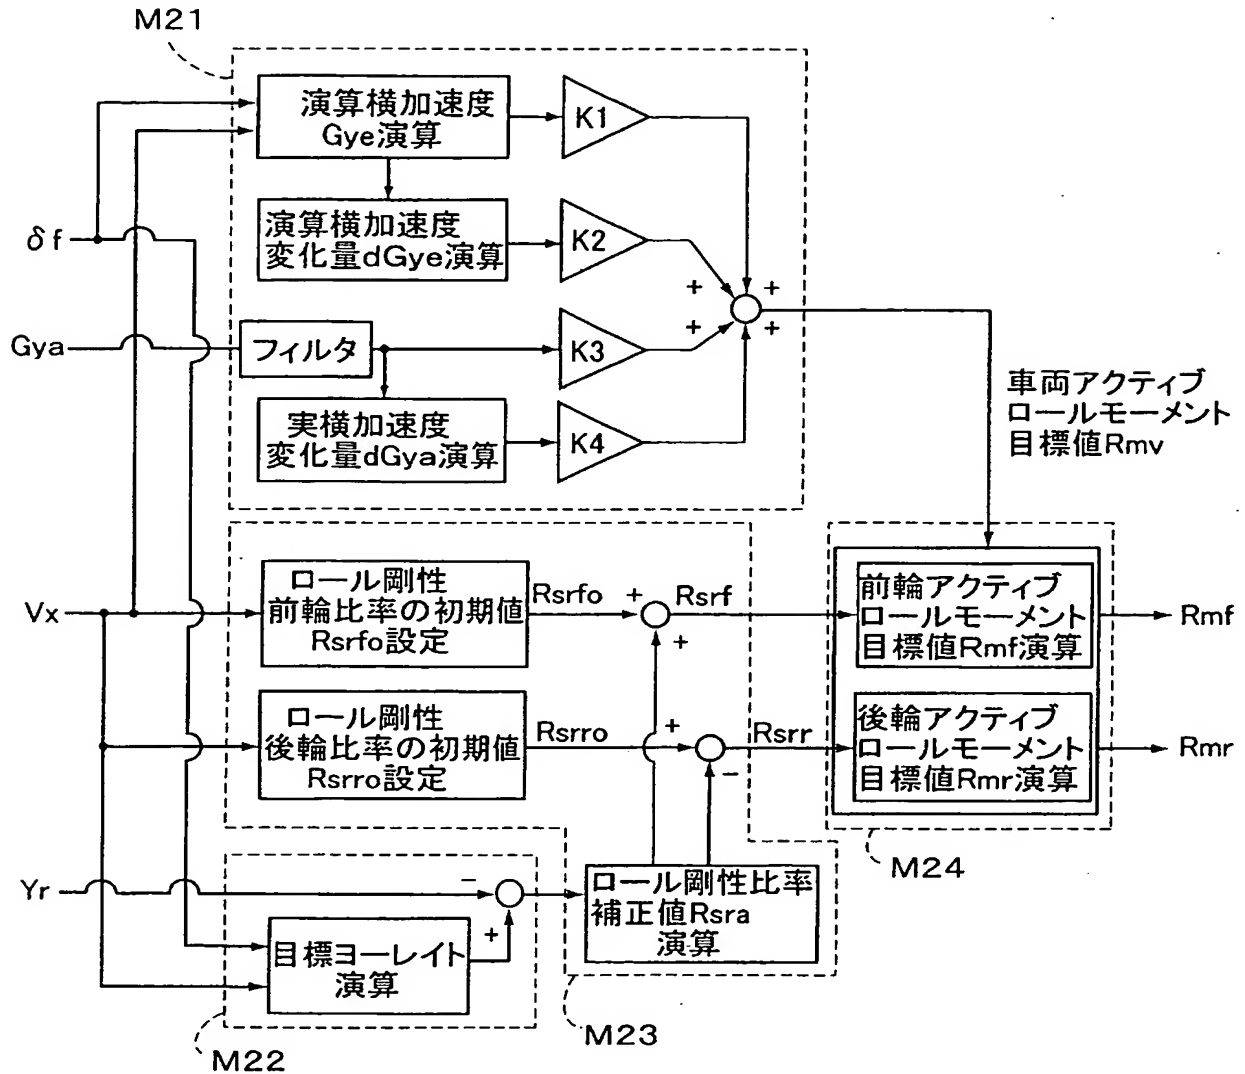 M21
演算横加速度
Gye演算
K1
演算横加速度
変化量dGye演算
K2
δf
+
+
+
+
Gya
フィルタ
K3
実横加速度
変化量dGya演算
K4
車両アクティブ
ロールモーメント
目標値Rmv
ロール剛性
前輪比率の初期値
Rsrfo設定
Rsrfo
+
Rsrf
+
前輪アクティブ
ロールモーメント
目標値Rmf演算
Rmf
Vx
ロール剛性
後輪比率の初期値
Rsrro設定
Rsrro
+
Rsrr
-
後輪アクティブ
ロールモーメント
目標値Rmr演算
Rmr
M24
Yr
-
+
目標ヨーレイト
演算
ロール剛性比率
補正値Rsra
演算
M23
M22